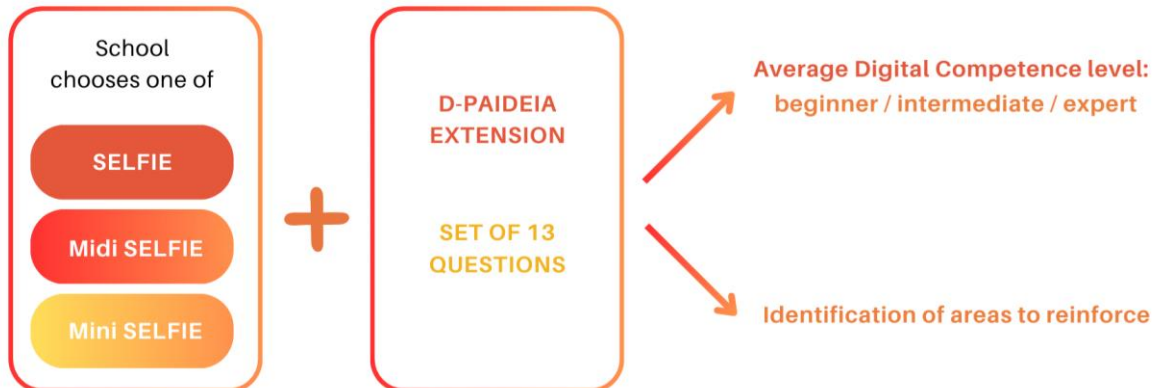 School
chooses one of
SELFIE
Midi SELFIE
Mini SELFIE
D-PAIDEIA
EXTENSION
SET OF 13
QUESTIONS
Average Digital Competence level:
beginner / intermediate / expert
Identification of areas to reinforce